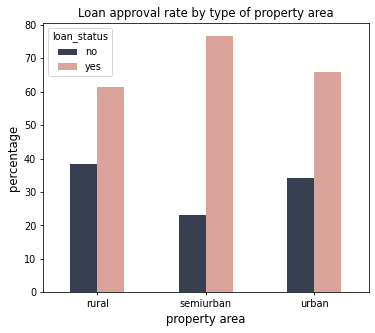 Loan approval rate by type of property area
loan_status
no
yes
percentage
80
70
60
50
40
30
20
10
0
rural semiurban urban
property area